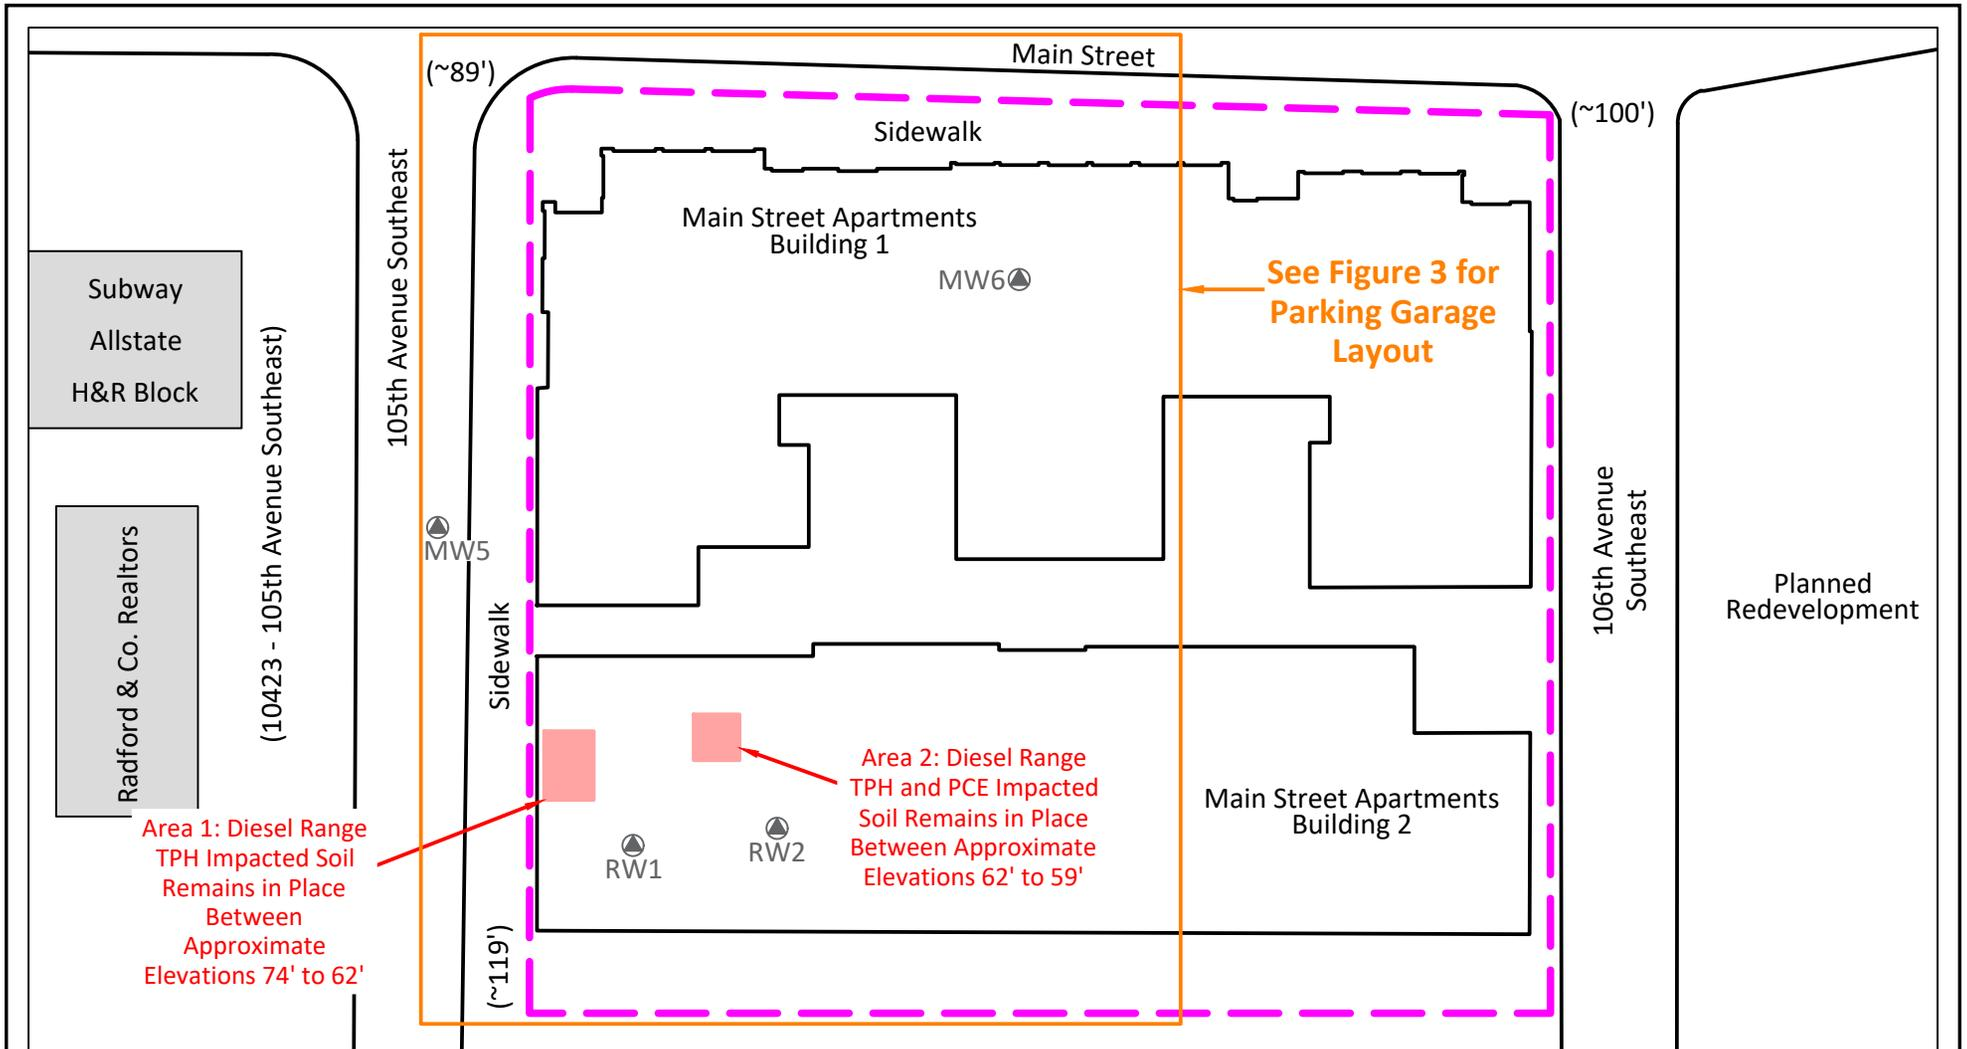 Main Street
(~89')
(~100')
Sidewalk
105th Avenue Southeast
Main Street Apartments
Building 1
MW6
See Figure 3 for
Parking Garage
Layout
Subway
Allstate
H&R Block
(10423 - 105th Avenue Southeast)
MW5
106th Avenue
Southeast
Planned
Redevelopment
Radford & Co. Realtors
Sidewalk
Area 2: Diesel Range
TPH and PCE Impacted
Soil Remains in Place
Between Approximate
Elevations 62' to 59'
Main Street Apartments
Building 2
RW1
RW2
Area 1: Diesel Range
TPH Impacted Soil
Remains in Place
Between
Approximate
Elevations 74' to 62'
(~119')